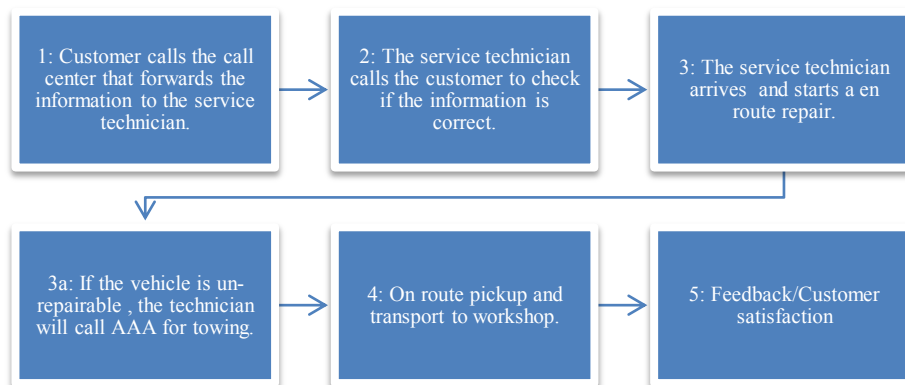 1: Customer calls the call
center that forwards the
information to the service
technician.
2: The service technician
calls the customer to check
if the information is
correct.
3: The service technician
arrives  and starts a en
route repair.
3a: If the vehicle is un-
repairable , the technician
will call AAA for towing.
4: On route pickup and
transport to workshop.
5: Feedback/Customer
satisfaction